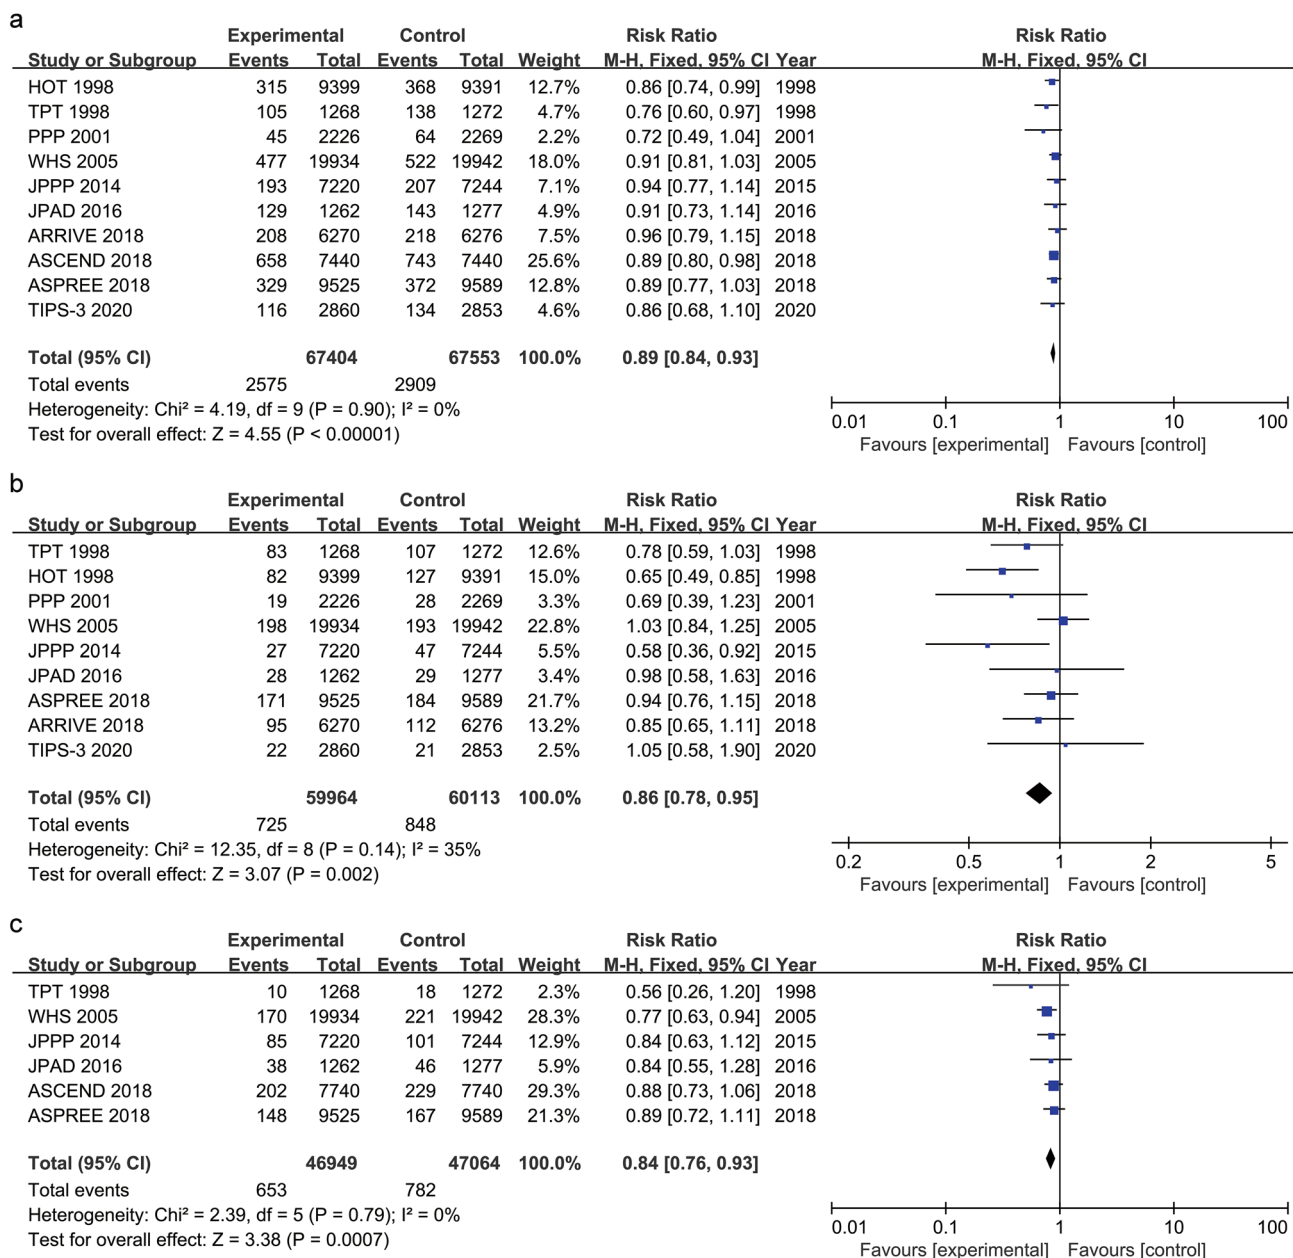 a
Experimental Control Risk Ratio Risk Ratio
Study or Subgroup Events Total Events Total Weight M-H, Fixed, 95% CI Year M-H, Fixed, 95% CI
HOT 1998 315 9399 368 9391 12.7% 0.86 [0.74, 0.99] 1998
TPT 1998 105 1268 138 1272 4.7% 0.76 [0.60, 0.97] 1998
PPP 2001 45 2226 64 2269 2.2% 0.72 [0.49, 1.04] 2001
WHS 2005 477 19934 522 19942 18.0% 0.91 [0.81, 1.03] 2005
JPPP 2014 193 7220 207 7244 7.1% 0.94 [0.77, 1.14] 2015
JPAD 2016 129 1262 143 1277 4.9% 0.91 [0.73, 1.14] 2016
ARRIVE 2018 208 6270 218 6276 7.5% 0.96 [0.79, 1.15] 2018
ASCEND 2018 658 7440 743 7440 25.6% 0.89 [0.80, 0.98] 2018
ASPREE 2018 329 9525 372 9589 12.8% 0.89 [0.77, 1.03] 2018
TIPS-3 2020 116 2860 134 2853 4.6% 0.86 [0.68, 1.10] 2020
Total (95% CI) 67404 67553 100.0% 0.89 [0.84, 0.93]
Total events 2575 2909
Heterogeneity: Chi² = 4.19, df = 9 (P = 0.90); I² = 0%
Test for overall effect: Z = 4.55 (P < 0.00001)
0.01 0.1 1 10 100
Favours [experimental] Favours [control]
b
Experimental Control Risk Ratio Risk Ratio
Study or Subgroup Events Total Events Total Weight M-H, Fixed, 95% CI Year M-H, Fixed, 95% CI
TPT 1998 83 1268 107 1272 12.6% 0.78 [0.59, 1.03] 1998
HOT 1998 82 9399 127 9391 15.0% 0.65 [0.49, 0.85] 1998
PPP 2001 19 2226 28 2269 3.3% 0.69 [0.39, 1.23] 2001
WHS 2005 198 19934 193 19942 22.8% 1.03 [0.84, 1.25] 2005
JPPP 2014 27 7220 47 7244 5.5% 0.58 [0.36, 0.92] 2015
JPAD 2016 28 1262 29 1277 3.4% 0.98 [0.58, 1.63] 2016
ASPREE 2018 171 9525 184 9589 21.7% 0.94 [0.76, 1.15] 2018
ARRIVE 2018 95 6270 112 6276 13.2% 0.85 [0.65, 1.11] 2018
TIPS-3 2020 22 2860 21 2853 2.5% 1.05 [0.58, 1.90] 2020
Total (95% CI) 59964 60113 100.0% 0.86 [0.78, 0.95]
Total events 725 848
Heterogeneity: Chi² = 12.35, df = 8 (P = 0.14); I² = 35%
Test for overall effect: Z = 3.07 (P = 0.002)
0.2 0.5 1 2 5
Favours [experimental] Favours [control]
c
Experimental Control Risk Ratio Risk Ratio
Study or Subgroup Events Total Events Total Weight M-H, Fixed, 95% CI Year M-H, Fixed, 95% CI
TPT 1998 10 1268 18 1272 2.3% 0.56 [0.26, 1.20] 1998
WHS 2005 170 19934 221 19942 28.3% 0.77 [0.63, 0.94] 2005
JPPP 2014 85 7220 101 7244 12.9% 0.84 [0.63, 1.12] 2015
JPAD 2016 38 1262 46 1277 5.9% 0.84 [0.55, 1.28] 2016
ASCEND 2018 202 7740 229 7740 29.3% 0.88 [0.73, 1.06] 2018
ASPREE 2018 148 9525 167 9589 21.3% 0.89 [0.72, 1.11] 2018
Total (95% CI) 46949 47064 100.0% 0.84 [0.76, 0.93]
Total events 653 782
Heterogeneity: Chi² = 2.39, df = 5 (P = 0.79); I² = 0%
Test for overall effect: Z = 3.38 (P = 0.0007)
0.01 0.1 1 10 100
Favours [experimental] Favours [control]